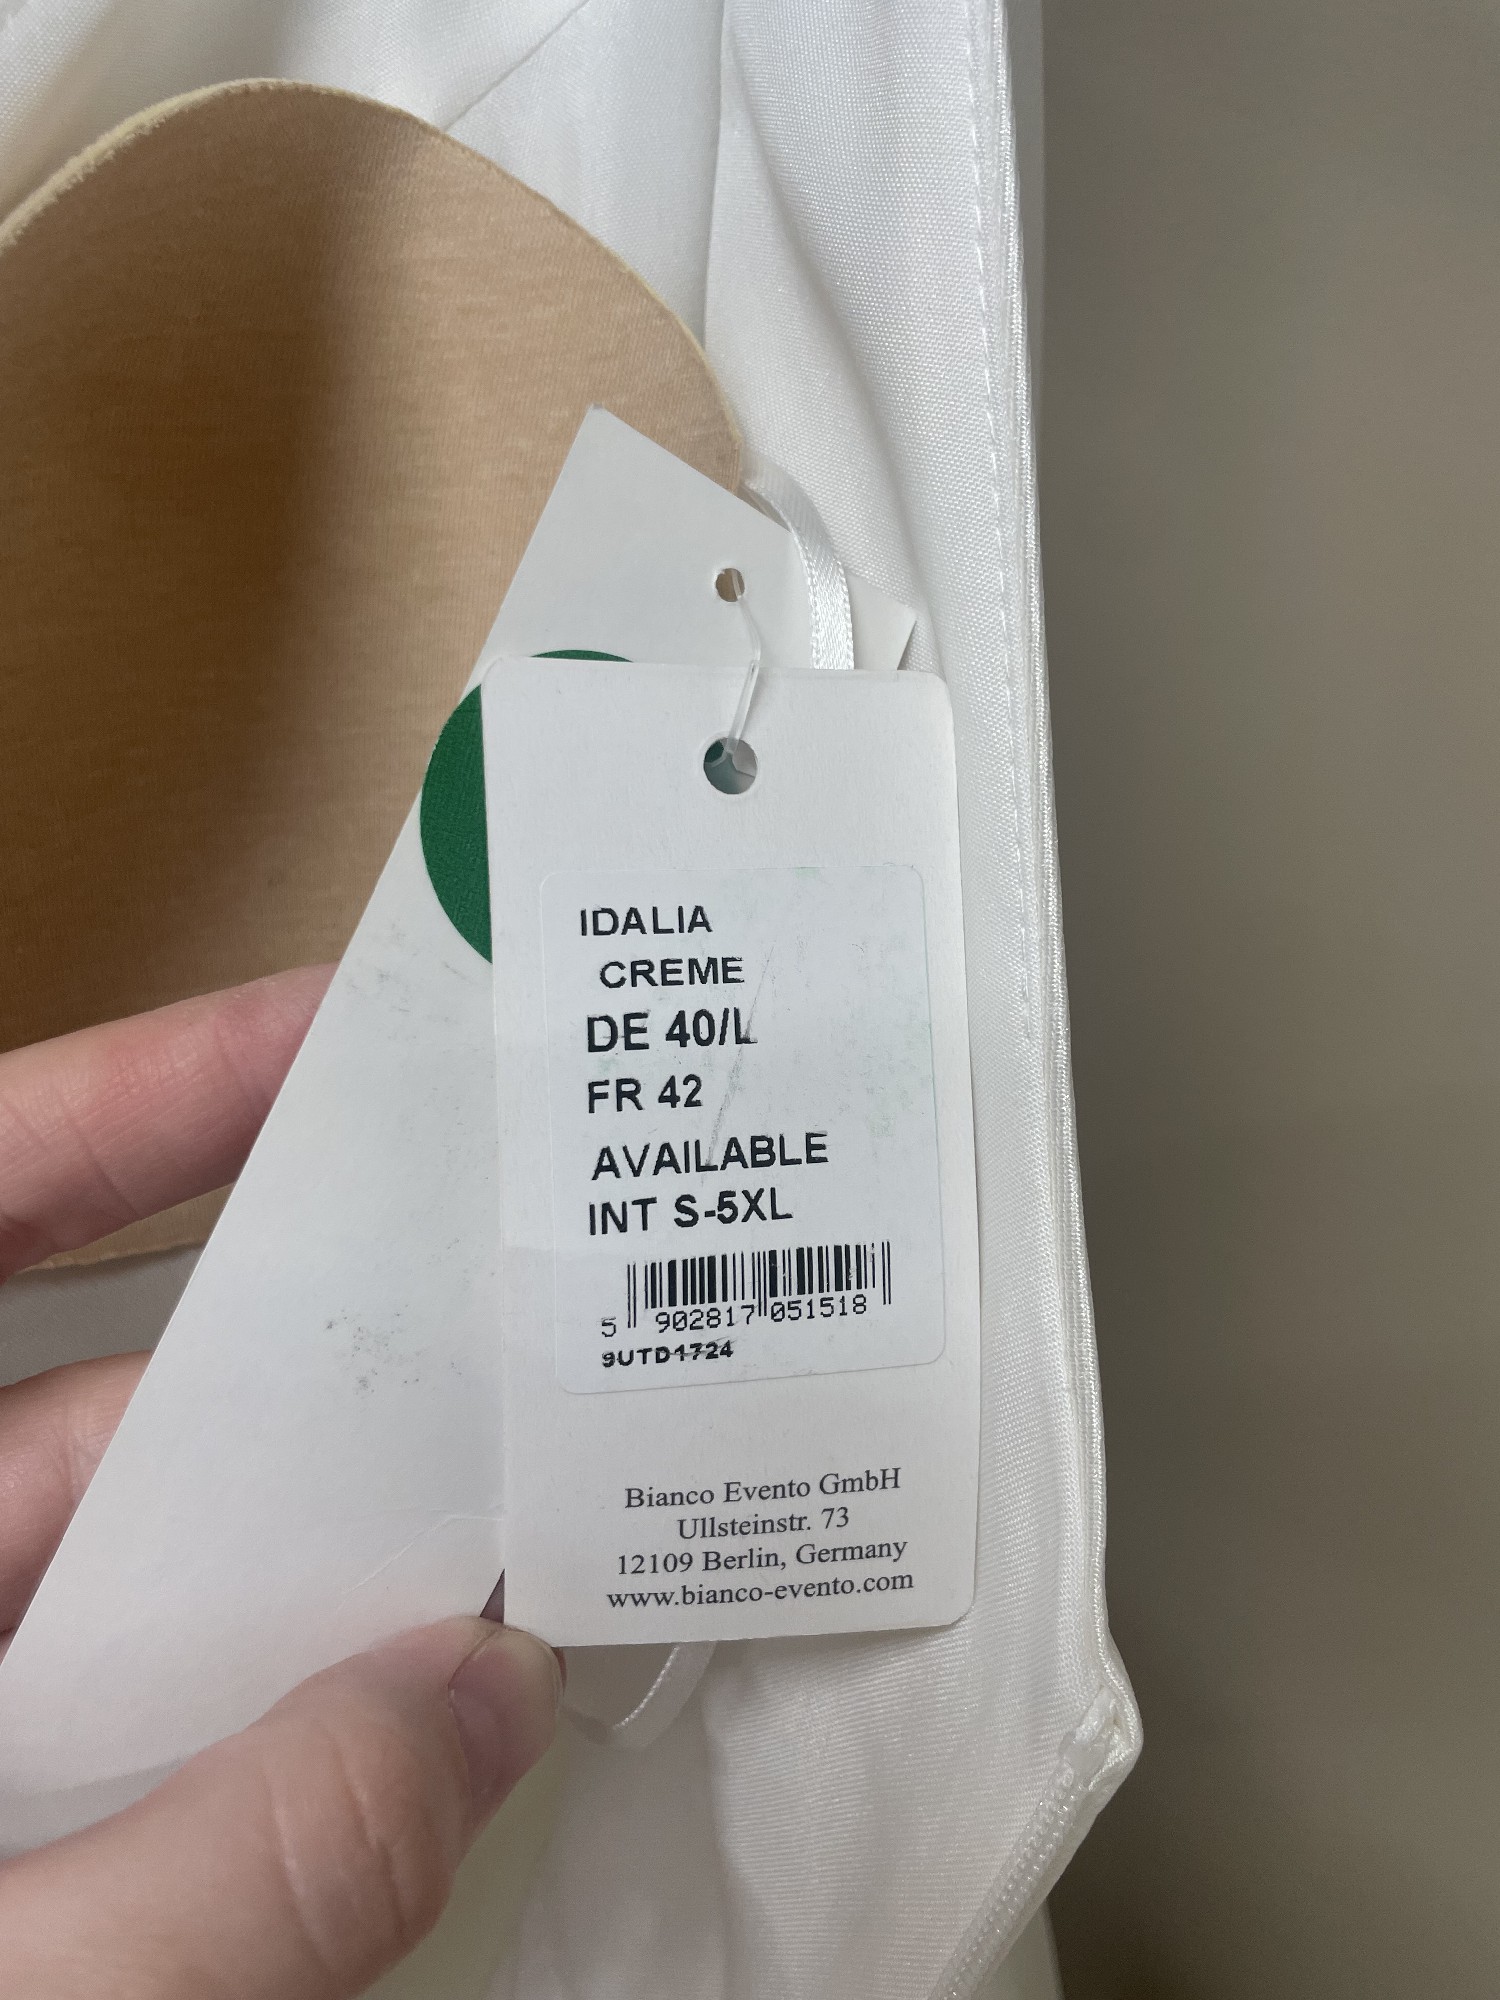 IDALIA
CREME
DE 40/L
FR 42
AVAILABLE
INT S-5XL
5 902817 051518
9UTD1724
Bianco Evento GmbH
Ullsteinstr. 73
12109 Berlin, Germany
www.bianco-evento.com